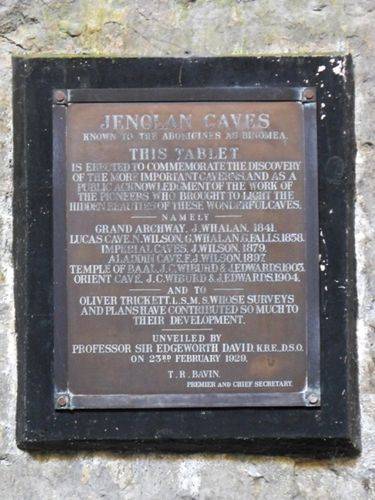 JENOLAN CAVES
KNOWN TO THE ABORIGINES AS BINOMEA.
THIS TABLET
IS ERECTED TO COMMEMORATE THE DISCOVERY
OF THE MORE IMPORTANT CAVERNS, AND AS A
PUBLIC ACKNOWLEDGMENT OF THE WORK OF
THE PIONEERS WHO BROUGHT TO LIGHT THE
HIDDEN BEAUTIES OF THESE WONDERFUL CAVES,
NAMELY
GRAND ARCHWAY, J. WHALAN, 1841.
LUCAS CAVE, N. WILSON, G. WHALAN, G. FALLS, 1858.
IMPERIAL CAVES, J. WILSON, 1879.
ALADDIN CAVE, F. J. WILSON, 1897.
TEMPLE OF BAAL, J. C. WIBURD & J. EDWARDS, 1903.
ORIENT CAVE, J. C. WIBURD & J. EDWARDS, 1904.
AND TO
OLIVER TRICKETT, L.S., M.S, WHOSE SURVEYS
AND PLANS HAVE CONTRIBUTED SO MUCH TO
THEIR DEVELOPMENT.
UNVEILED BY
PROFESSOR SIR EDGEWORTH DAVID, K.B.E., D.S.O.
ON 23RD FEBRUARY 1929.
T. R. BAVIN.
PREMIER AND CHIEF SECRETARY.